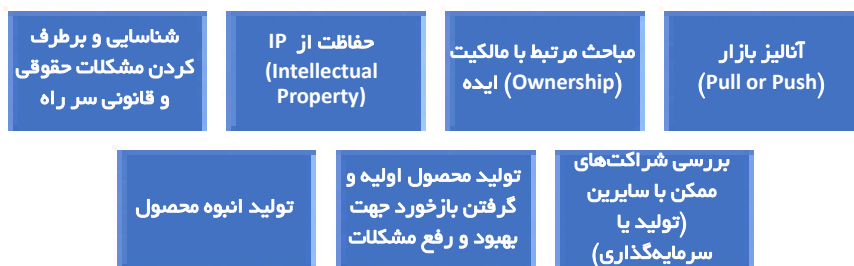 آنالیز بازار
(Pull or Push)
مباحث مرتبط با مالکیت
(Ownership) ایده
حفاظت از IP
(Intellectual
Property)
شناسایی و برطرف
کردن مشکلات حقوقی
و قانونی سر راه
بررسی شراکت‌های
ممکن با سایرین
(تولید یا
سرمایه‌گذاری)
تولید محصول اولیه و
گرفتن بازخورد جهت
بهبود و رفع مشکلات
تولید انبوه محصول